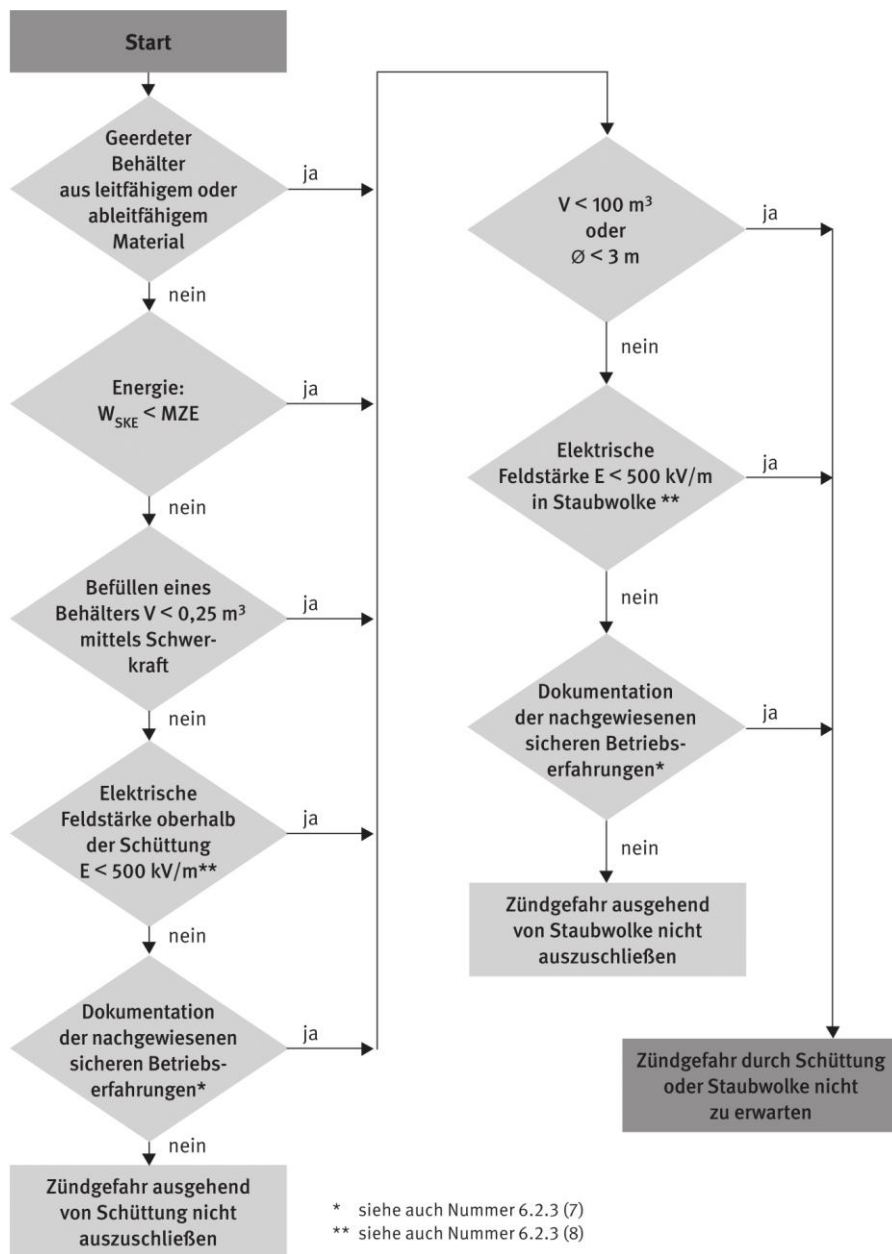 Start
Geerdeter
Behälter
aus leitfähigem oder
ableitfähigem
Material
ja
nein
Energie:
W_SKE < MZE
ja
nein
Befüllen eines
Behälters V < 0,25 m³
mittels Schwer-
kraft
ja
nein
Elektrische
Feldstärke oberhalb
der Schüttung
E < 500 kV/m**
ja
nein
Dokumentation
der nachgewiesenen
sicheren Betriebs-
erfahrungen*
ja
nein
Zündgefahr ausgehend
von Schüttung nicht
auszuschließen
V < 100 m³
oder
Ø < 3 m
ja
nein
Elektrische
Feldstärke E < 500 kV/m
in Staubwolke **
ja
nein
Dokumentation
der nachgewiesenen
sicheren Betriebs-
erfahrungen*
ja
nein
Zündgefahr ausgehend
von Staubwolke nicht
auszuschließen
Zündgefahr durch Schüttung
oder Staubwolke nicht
zu erwarten
* siehe auch Nummer 6.2.3 (7)
** siehe auch Nummer 6.2.3 (8)